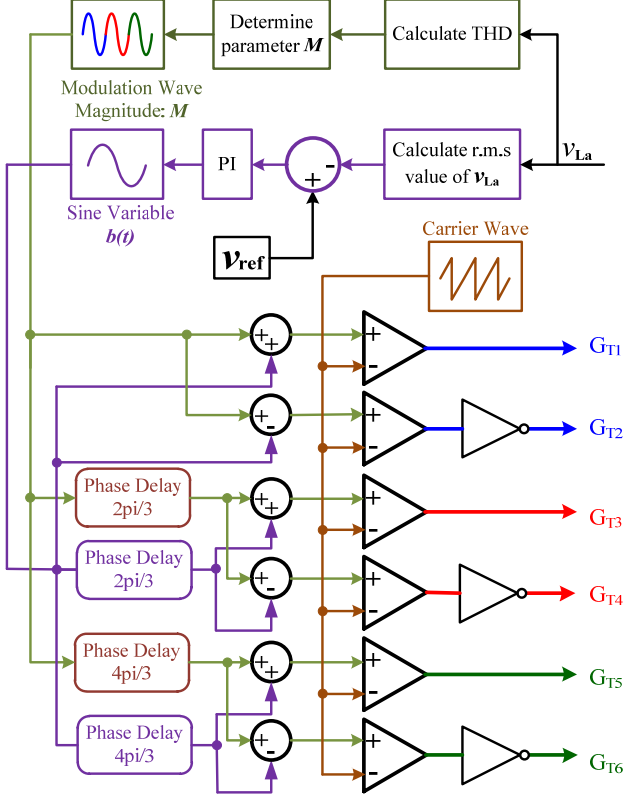 Determine
parameter M
Calculate THD
Modulation Wave
Magnitude: M
PI
-
+
Calculate r.m.s
value of vLa
vLa
Sine Variable
b(t)
vref
Carrier Wave
+
+
+
-
GT1
+
-
+
-
GT2
Phase Delay
2pi/3
+
+
+
-
GT3
Phase Delay
2pi/3
+
-
+
-
GT4
Phase Delay
4pi/3
+
+
+
-
GT5
Phase Delay
4pi/3
+
-
+
-
GT6